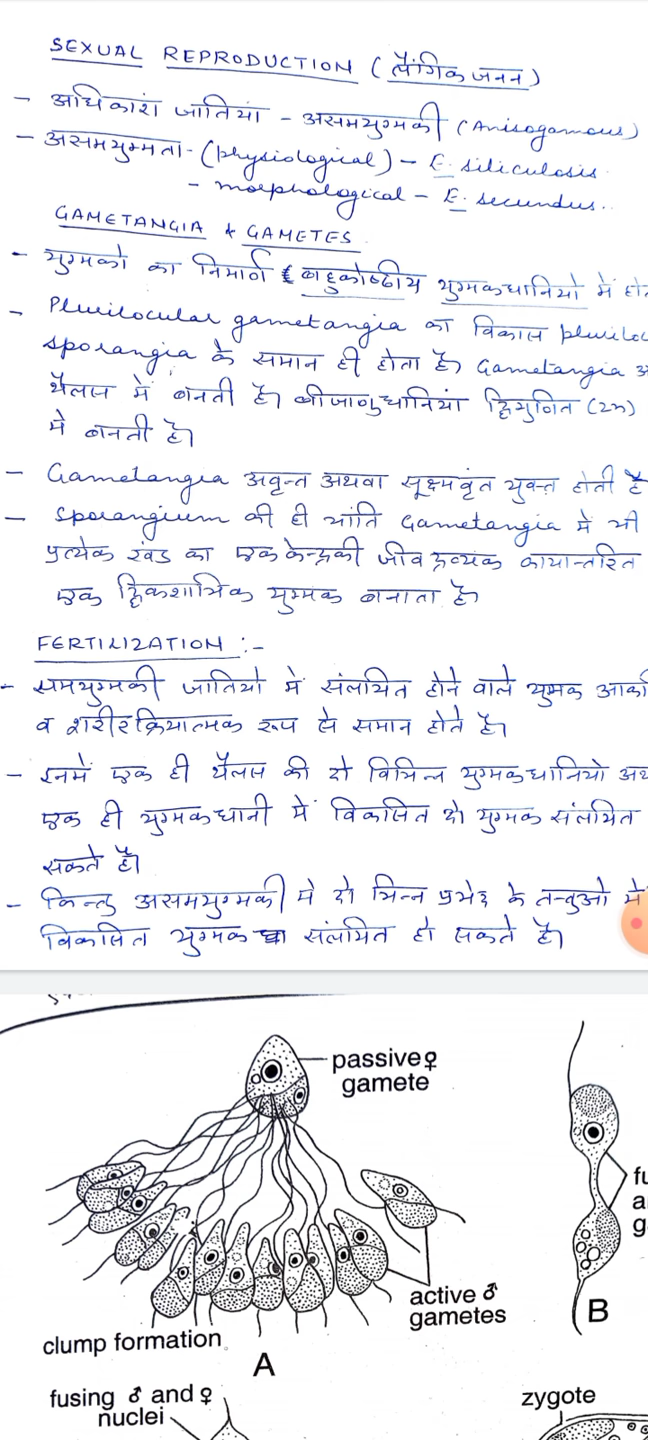 SEXUAL REPRODUCTION (लैंगिक जनन)
- अधिकांश जातियां - असमयुग्मकी (Anisogamous)
- असमयुग्मता - (physiological) - E. siliculosis.
- morphological - E. secundus..
GAMETANGIA & GAMETES
- युग्मको का निर्माण बहुकोष्ठीय युग्मकधानियो में
- Plurilocular gametangia का विकास
sporangia के समान ही होता है। Gametangia
थैलस में बनती है। बीजाणुधानियां द्विगुणित (2n)
मे बनती है।
- Gametangia अवृन्त अथवा सूक्ष्मवृंत युक्त होती है
- Sporangium की ही भांति Gametangia में भी
प्रत्येक खंड का एककेन्द्रकी जीव द्रव्यक कायान्तरित
एक द्विकशाभिक युग्मक बनाता है।
FERTILIZATION :-
- समयुग्मकी जातियो में संलयित होने वाले युग्मक
व शरीरक्रियात्मक रूप से समान होते है।
- इनमें एक ही थैलस की दो विभिन्न युग्मकधानियो
एक ही युग्मकधानी में विकसित दो युग्मक संलयित
सकते है।
- किन्तु असमयुग्मकी मे दो भिन्न प्रभेद के तन्तुओ में
विकसित युग्मक संलयित हो सकते है।
passive ♀
gamete
active ♂
gametes
clump formation
A
B
fusing ♂ and ♀
nuclei
zygote